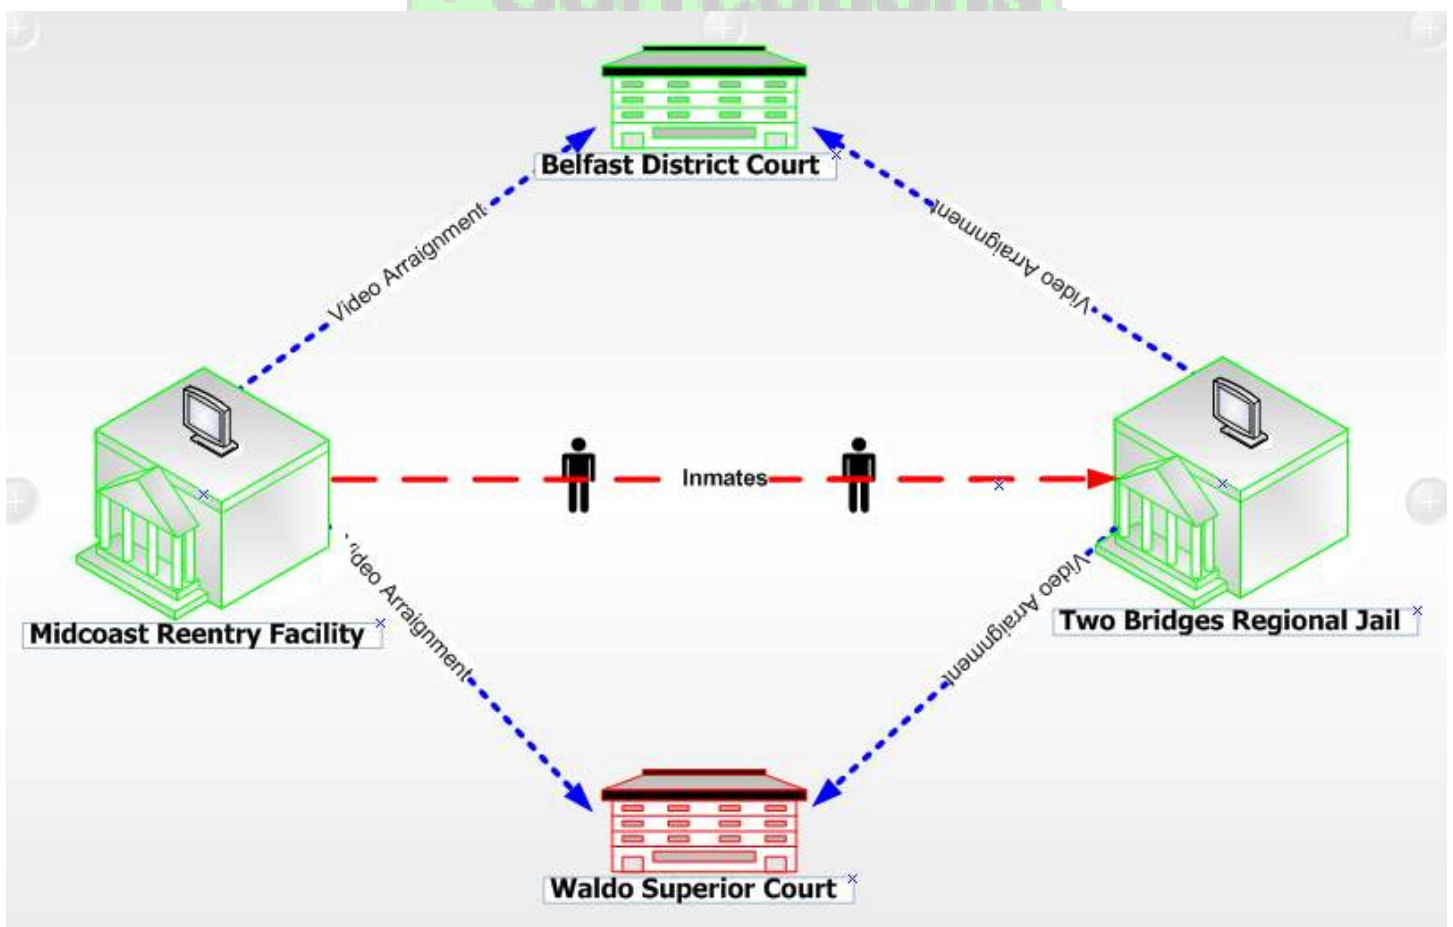 Belfast District Court
Video Arraignment
Video Arraignment
Inmates
Midcoast Reentry Facility
Two Bridges Regional Jail
Video Arraignment
Video Arraignment
Waldo Superior Court